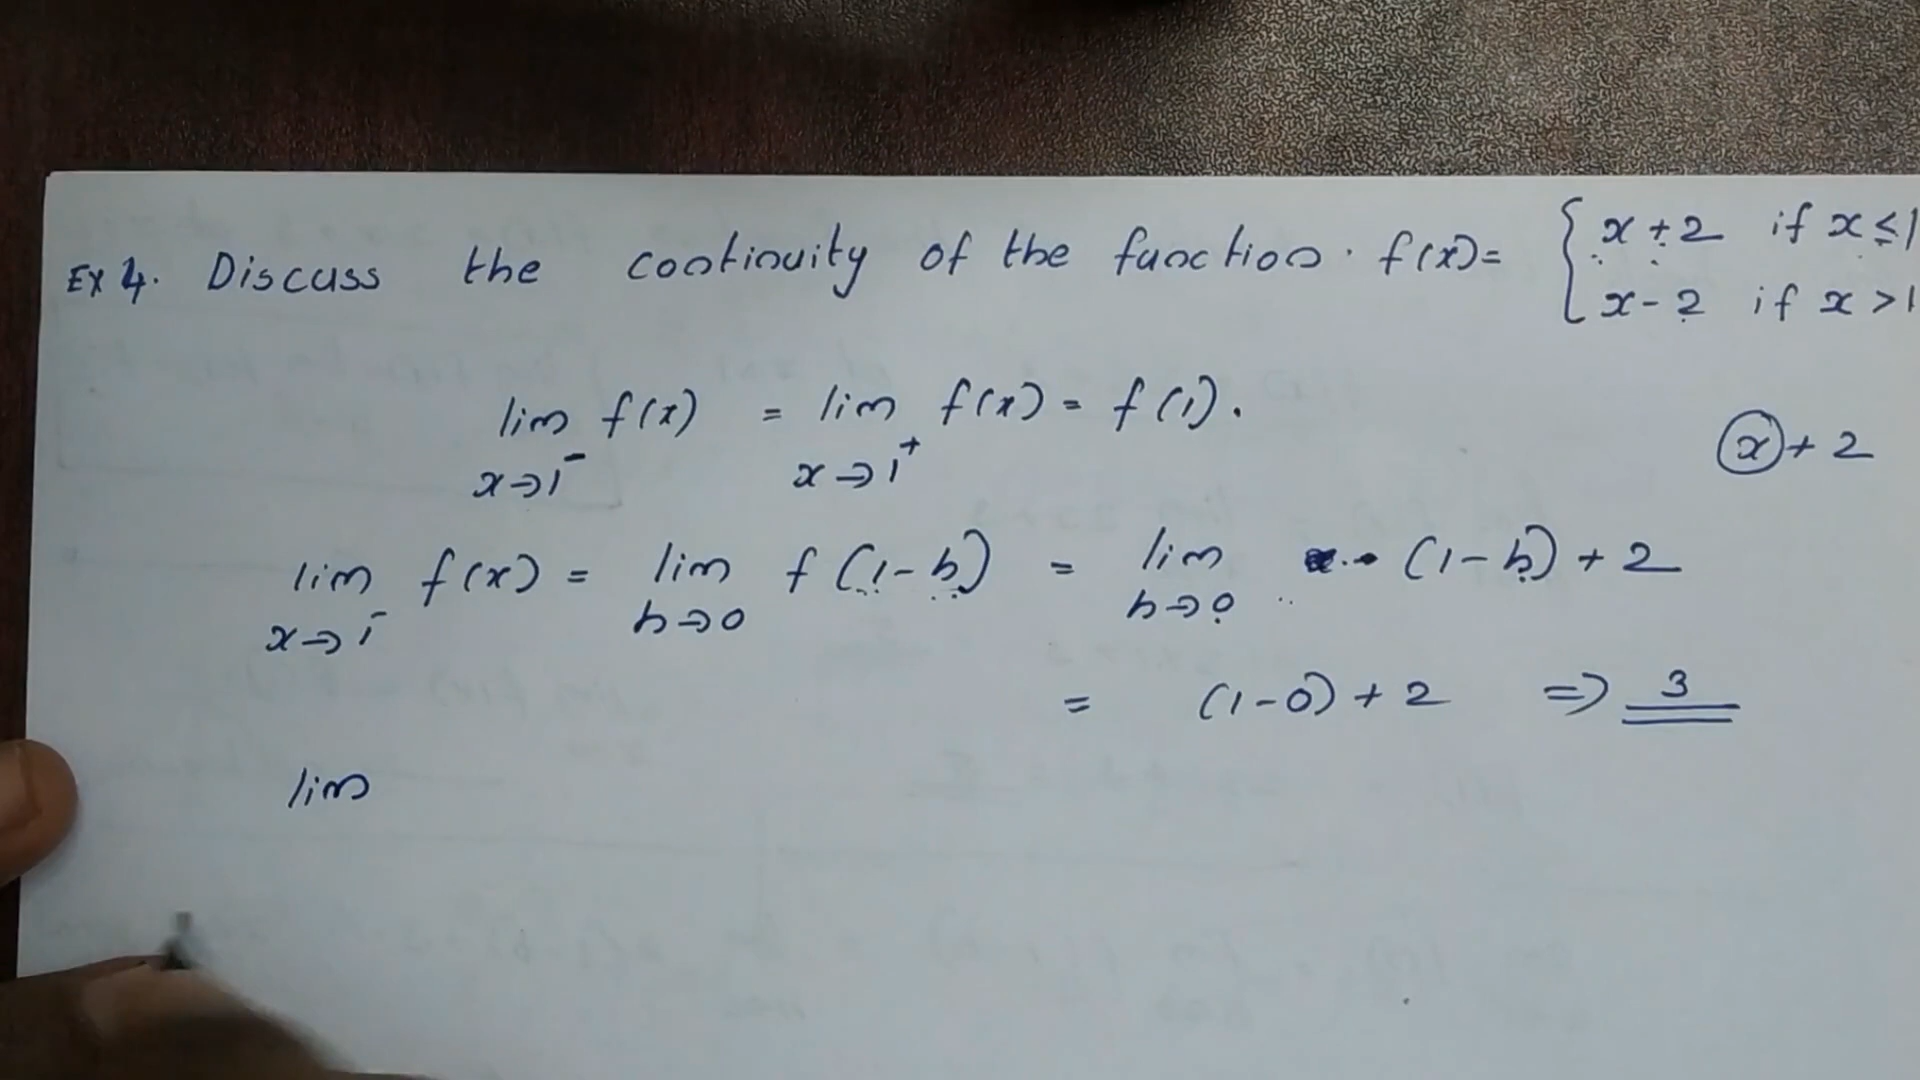 Ex 4. Discuss the continuity of the function. f(x) = { x + 2 if x ≤ 1
x - 2 if x > 1
lim f(x) = lim f(x) = f(1).
x→1⁻ x→1⁺
(x) + 2
lim f(x) = lim f(1-h) = lim (1-h) + 2
x→1⁻ h→0 h→0
= (1-0) + 2 ⇒ 3
lim